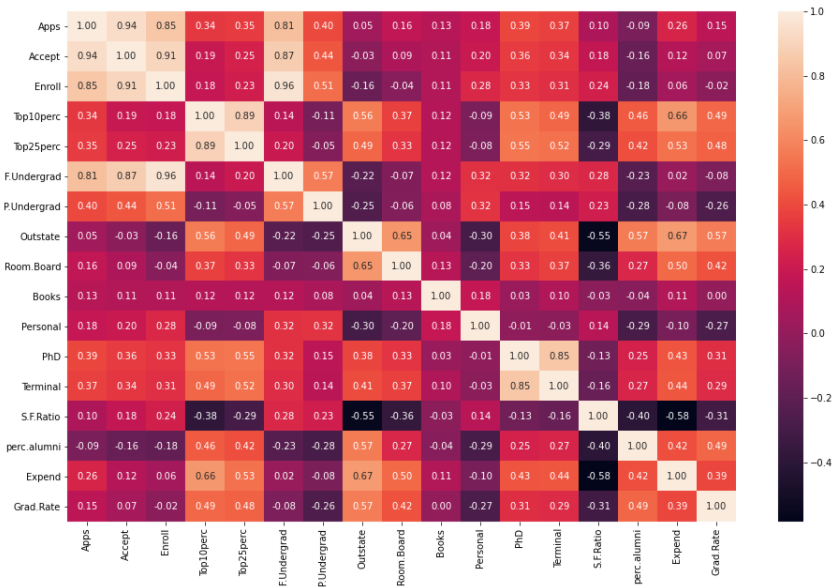 Apps 1.00 0.94 0.85 0.34 0.35 0.81 0.40 0.05 0.16 0.13 0.18 0.39 0.37 0.10 -0.09 0.26 0.15
Accept 0.94 1.00 0.91 0.19 0.25 0.87 0.44 -0.03 0.09 0.11 0.20 0.36 0.34 0.18 -0.16 0.12 0.07
Enroll 0.85 0.91 1.00 0.18 0.23 0.96 0.51 -0.16 -0.04 0.11 0.28 0.33 0.31 0.24 -0.18 0.06 -0.02
Top10perc 0.34 0.19 0.18 1.00 0.89 0.14 -0.11 0.56 0.37 0.12 -0.09 0.53 0.49 -0.38 0.46 0.66 0.49
Top25perc 0.35 0.25 0.23 0.89 1.00 0.20 -0.05 0.49 0.33 0.12 -0.08 0.55 0.52 -0.29 0.42 0.53 0.48
F.Undergrad 0.81 0.87 0.96 0.14 0.20 1.00 0.57 -0.22 -0.07 0.12 0.32 0.32 0.30 0.28 -0.23 0.02 -0.08
P.Undergrad 0.40 0.44 0.51 -0.11 -0.05 0.57 1.00 -0.25 -0.06 0.08 0.32 0.15 0.14 0.23 -0.28 -0.08 -0.26
Outstate 0.05 -0.03 -0.16 0.56 0.49 -0.22 -0.25 1.00 0.65 0.04 -0.30 0.38 0.41 -0.55 0.57 0.67 0.57
Room.Board 0.16 0.09 -0.04 0.37 0.33 -0.07 -0.06 0.65 1.00 0.13 -0.20 0.33 0.37 -0.36 0.27 0.50 0.42
Books 0.13 0.11 0.11 0.12 0.12 0.12 0.08 0.04 0.13 1.00 0.18 0.03 0.10 -0.03 -0.04 0.11 0.00
Personal 0.18 0.20 0.28 -0.09 -0.08 0.32 0.32 -0.30 -0.20 0.18 1.00 -0.01 -0.03 0.14 -0.29 -0.10 -0.27
PhD 0.39 0.36 0.33 0.53 0.55 0.32 0.15 0.38 0.33 0.03 -0.01 1.00 0.85 -0.13 0.25 0.43 0.31
Terminal 0.37 0.34 0.31 0.49 0.52 0.30 0.14 0.41 0.37 0.10 -0.03 0.85 1.00 -0.16 0.27 0.44 0.29
S.F.Ratio 0.10 0.18 0.24 -0.38 -0.29 0.28 0.23 -0.55 -0.36 -0.03 0.14 -0.13 -0.16 1.00 -0.40 -0.58 -0.31
perc.alumni -0.09 -0.16 -0.18 0.46 0.42 -0.23 -0.28 0.57 0.27 -0.04 -0.29 0.25 0.27 -0.40 1.00 0.42 0.49
Expend 0.26 0.12 0.06 0.66 0.53 0.02 -0.08 0.67 0.50 0.11 -0.10 0.43 0.44 -0.58 0.42 1.00 0.39
Grad.Rate 0.15 0.07 -0.02 0.49 0.48 -0.08 -0.26 0.57 0.42 0.00 -0.27 0.31 0.29 -0.31 0.49 0.39 1.00
Apps Accept Enroll Top10perc Top25perc F.Undergrad P.Undergrad Outstate Room.Board Books Personal PhD Terminal S.F.Ratio perc.alumni Expend Grad.Rate
1.0
0.8
0.6
0.4
0.2
0.0
-0.2
-0.4